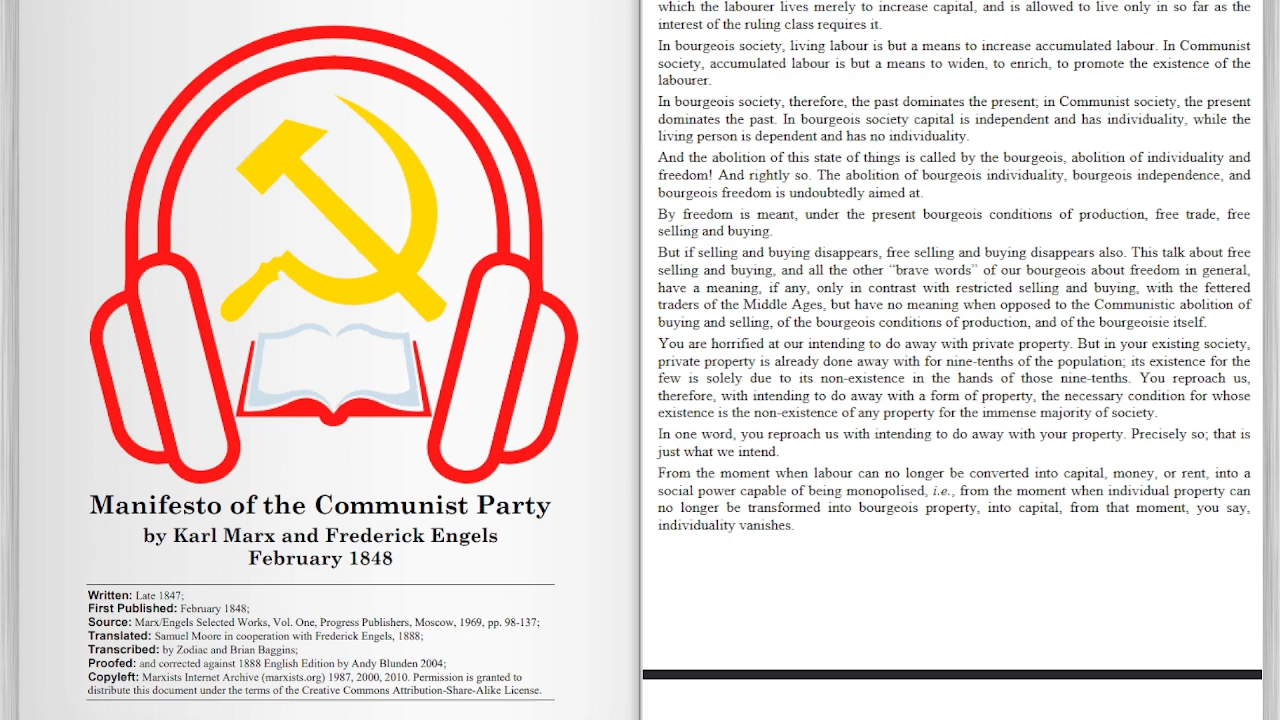 Manifesto of the Communist Party
by Karl Marx and Frederick Engels
February 1848
Written: Late 1847;
First Published: February 1848;
Source: Marx/Engels Selected Works, Vol. One, Progress Publishers, Moscow, 1969, pp. 98-137;
Translated: Samuel Moore in cooperation with Frederick Engels, 1888;
Transcribed: by Zodiac and Brian Baggins;
Proofed: and corrected against 1888 English Edition by Andy Blunden 2004;
Copyleft: Marxists Internet Archive (marxists.org) 1987, 2000, 2010. Permission is granted to
distribute this document under the terms of the Creative Commons Attribution-Share-Alike License.
which the labourer lives merely to increase capital, and is allowed to live only in so far as the
interest of the ruling class requires it.
In bourgeois society, living labour is but a means to increase accumulated labour. In Communist
society, accumulated labour is but a means to widen, to enrich, to promote the existence of the
labourer.
In bourgeois society, therefore, the past dominates the present; in Communist society, the present
dominates the past. In bourgeois society capital is independent and has individuality, while the
living person is dependent and has no individuality.
And the abolition of this state of things is called by the bourgeois, abolition of individuality and
freedom! And rightly so. The abolition of bourgeois individuality, bourgeois independence, and
bourgeois freedom is undoubtedly aimed at.
By freedom is meant, under the present bourgeois conditions of production, free trade, free
selling and buying.
But if selling and buying disappears, free selling and buying disappears also. This talk about free
selling and buying, and all the other “brave words” of our bourgeois about freedom in general,
have a meaning, if any, only in contrast with restricted selling and buying, with the fettered
traders of the Middle Ages, but have no meaning when opposed to the Communistic abolition of
buying and selling, of the bourgeois conditions of production, and of the bourgeoisie itself.
You are horrified at our intending to do away with private property. But in your existing society,
private property is already done away with for nine-tenths of the population; its existence for the
few is solely due to its non-existence in the hands of those nine-tenths. You reproach us,
therefore, with intending to do away with a form of property, the necessary condition for whose
existence is the non-existence of any property for the immense majority of society.
In one word, you reproach us with intending to do away with your property. Precisely so; that is
just what we intend.
From the moment when labour can no longer be converted into capital, money, or rent, into a
social power capable of being monopolised, i.e., from the moment when individual property can
no longer be transformed into bourgeois property, into capital, from that moment, you say,
individuality vanishes.